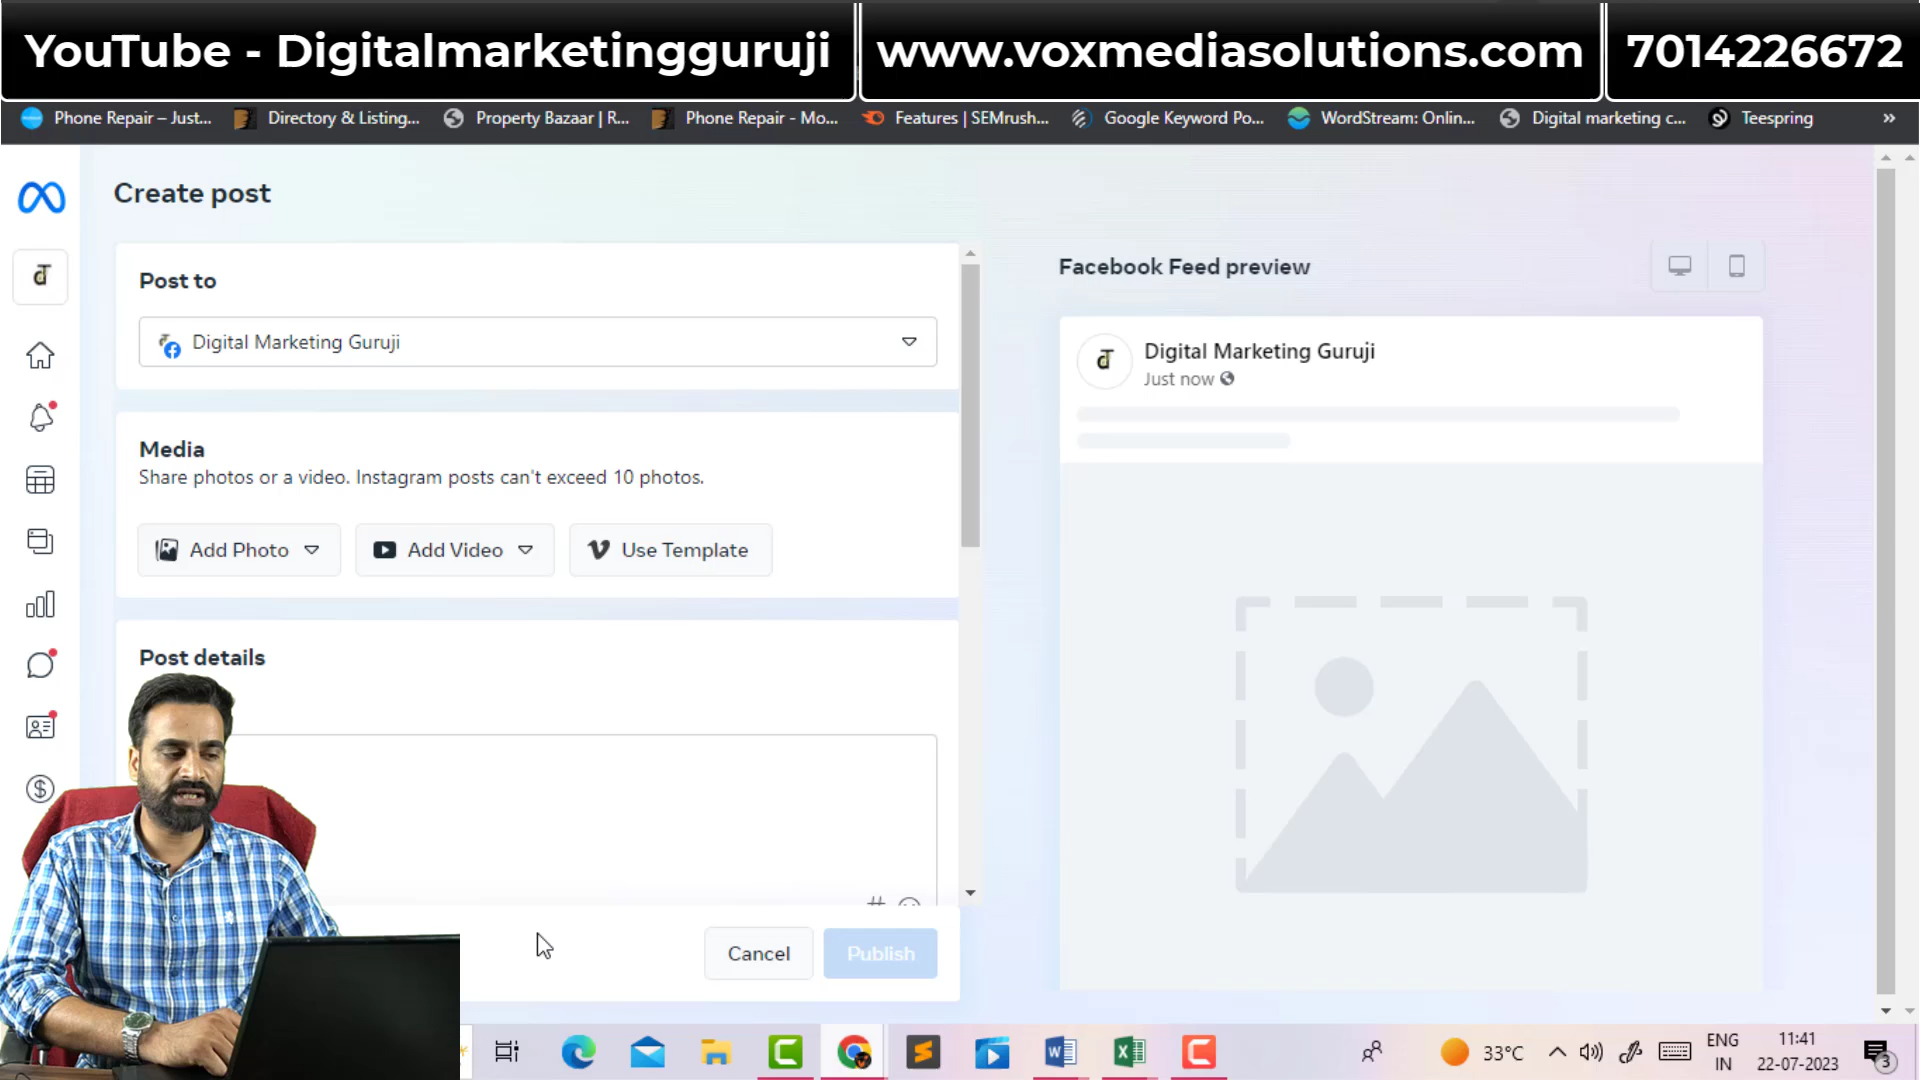 YouTube - Digitalmarketingguruji
www.voxmediasolutions.com
7014226672
Phone Repair – Just...
Directory & Listing...
Property Bazaar | R...
Phone Repair - Mo...
Features | SEMrush...
Google Keyword Po...
WordStream: Onlin...
Digital marketing c...
Teespring
»
Create post
Post to
Digital Marketing Guruji
Media
Share photos or a video. Instagram posts can't exceed 10 photos.
Add Photo
Add Video
Use Template
Post details
#
Cancel
Publish
Facebook Feed preview
Digital Marketing Guruji
Just now
33°C
ENG
IN
11:41
22-07-2023
3